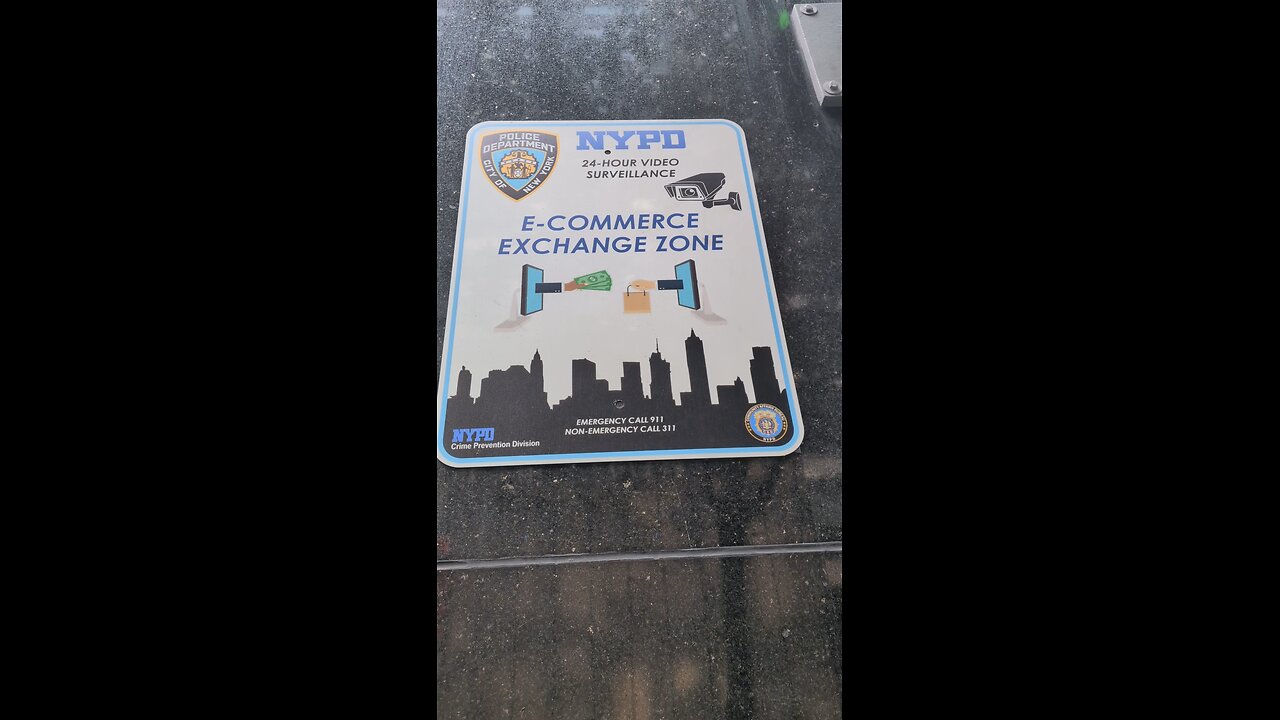 POLICE
DEPARTMENT
CITY OF
NEW YORK
NYPD
24-HOUR VIDEO
SURVEILLANCE
E-COMMERCE
EXCHANGE ZONE
EMERGENCY CALL 911
NON-EMERGENCY CALL 311
NYPD
Crime Prevention Division
NYPD